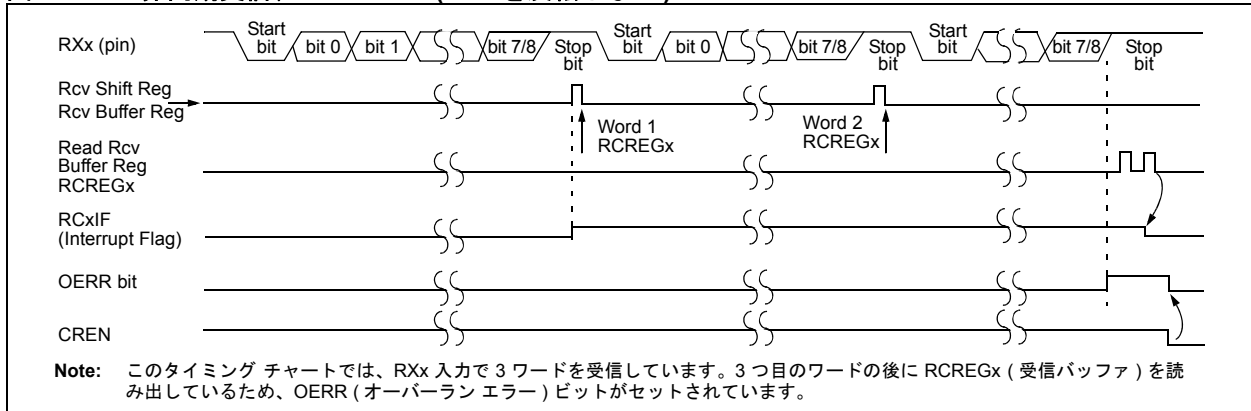 RXx (pin)
Start
bit
bit 0
bit 1
bit 7/8
Stop
bit
Start
bit
bit 0
bit 7/8
Stop
bit
Start
bit
bit 7/8
Stop
bit
Rcv Shift Reg
Rcv Buffer Reg
Word 1
RCREGx
Word 2
RCREGx
Read Rcv
Buffer Reg
RCREGx
RCxIF
(Interrupt Flag)
OERR bit
CREN
Note: このタイミング チャートでは、RXx 入力で 3 ワードを受信しています。3 つ目のワードの後に RCREGx ( 受信バッファ ) を読
み出しているため、OERR ( オーバーラン エラー ) ビットがセットされています。